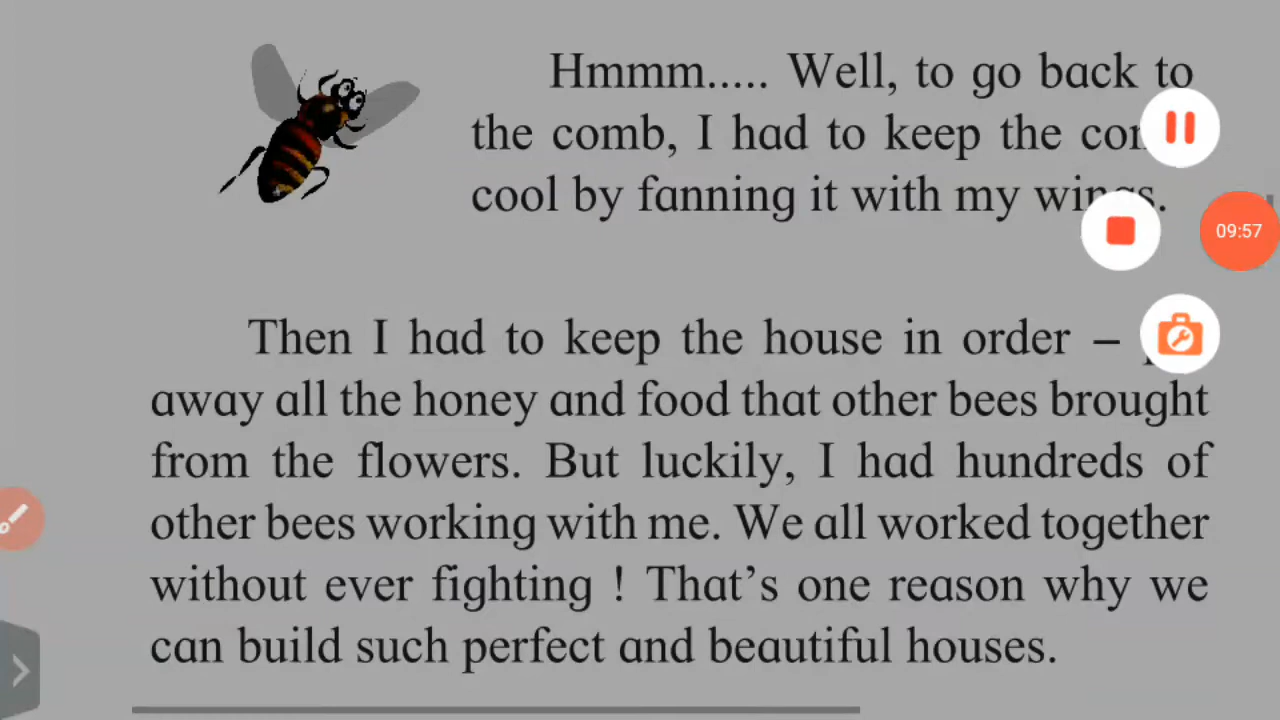 Hmmm..... Well, to go back to
the comb, I had to keep the
cool by fanning it with my wings.
09:57
Then I had to keep the house in order –
away all the honey and food that other bees brought
from the flowers. But luckily, I had hundreds of
other bees working with me. We all worked together
without ever fighting ! That's one reason why we
can build such perfect and beautiful houses.